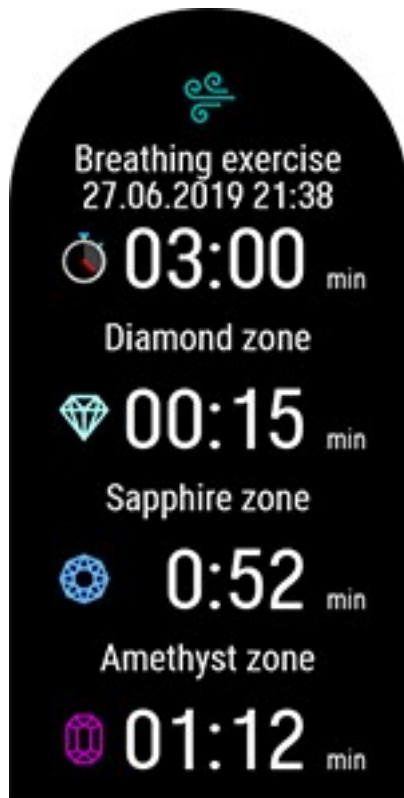 Breathing exercise
27.06.2019 21:38
03:00 min
Diamond zone
00:15 min
Sapphire zone
0:52 min
Amethyst zone
01:12 min